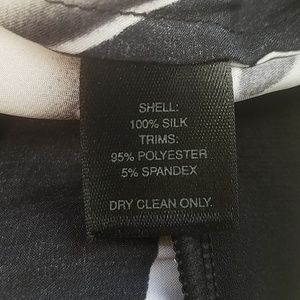 SHELL:
100% SILK
TRIMS:
95% POLYESTER
5% SPANDEX
DRY CLEAN ONLY.